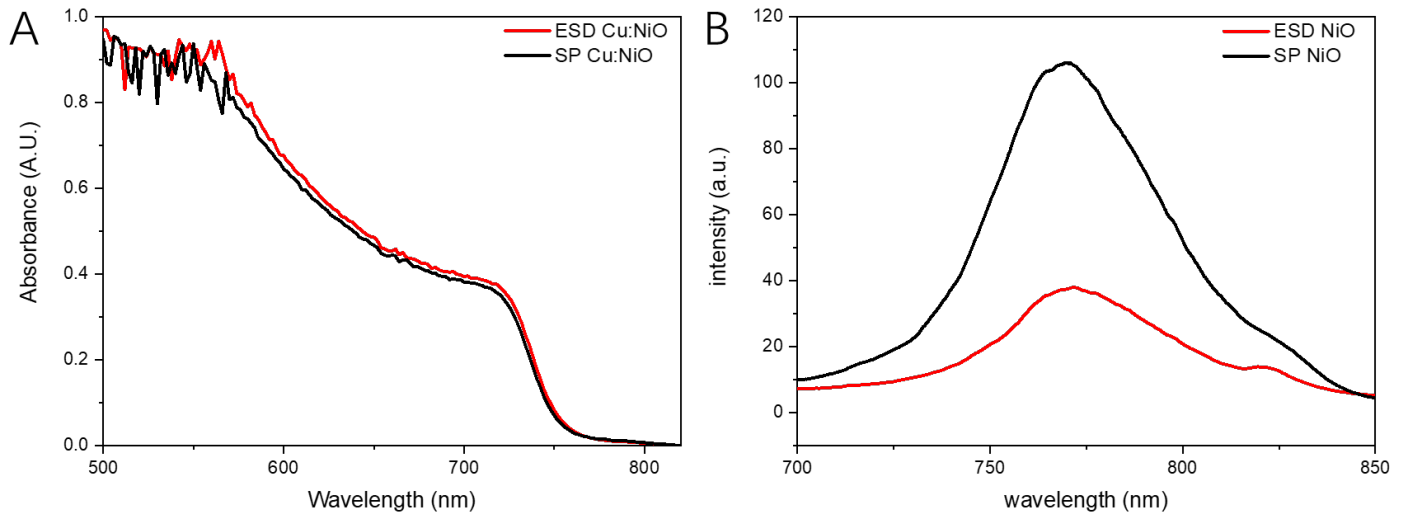 A
ESD Cu:NiO
SP Cu:NiO
Absorbance (A.U.)
1.0
0.8
0.6
0.4
0.2
0.0
500
600
700
800
Wavelength (nm)
B
ESD NiO
SP NiO
intensity (a.u.)
120
100
80
60
40
20
0
700
750
800
850
wavelength (nm)